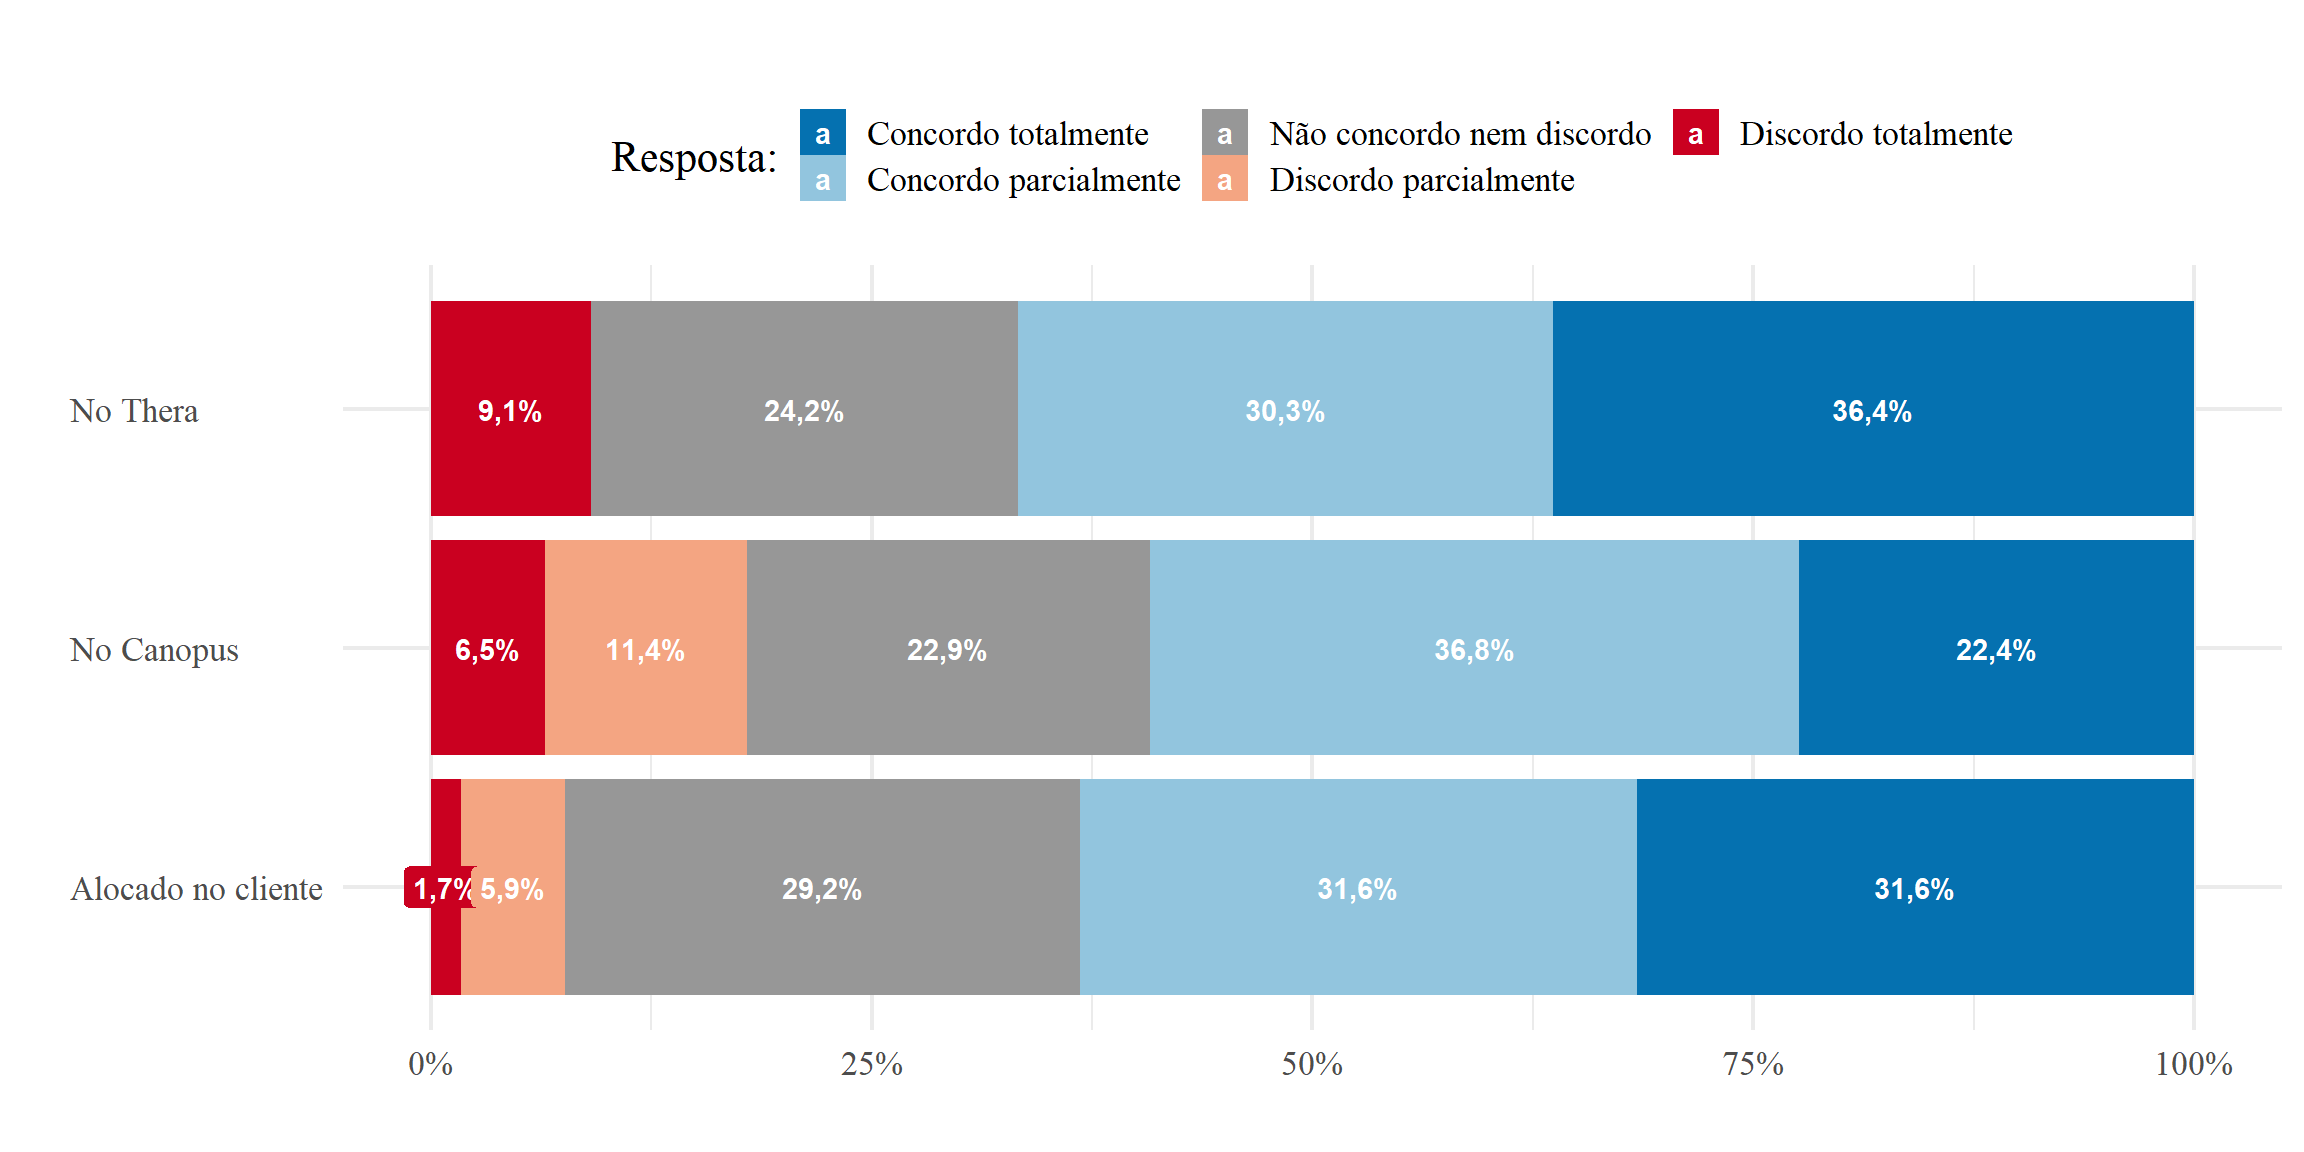 Resposta:
a Concordo totalmente a Não concordo nem discordo a Discordo totalmente
a Concordo parcialmente a Discordo parcialmente
No Thera 9,1% 24,2% 30,3% 36,4%
No Canopus 6,5% 11,4% 22,9% 36,8% 22,4%
Alocado no cliente 1,7% 5,9% 29,2% 31,6% 31,6%
0% 25% 50% 75% 100%